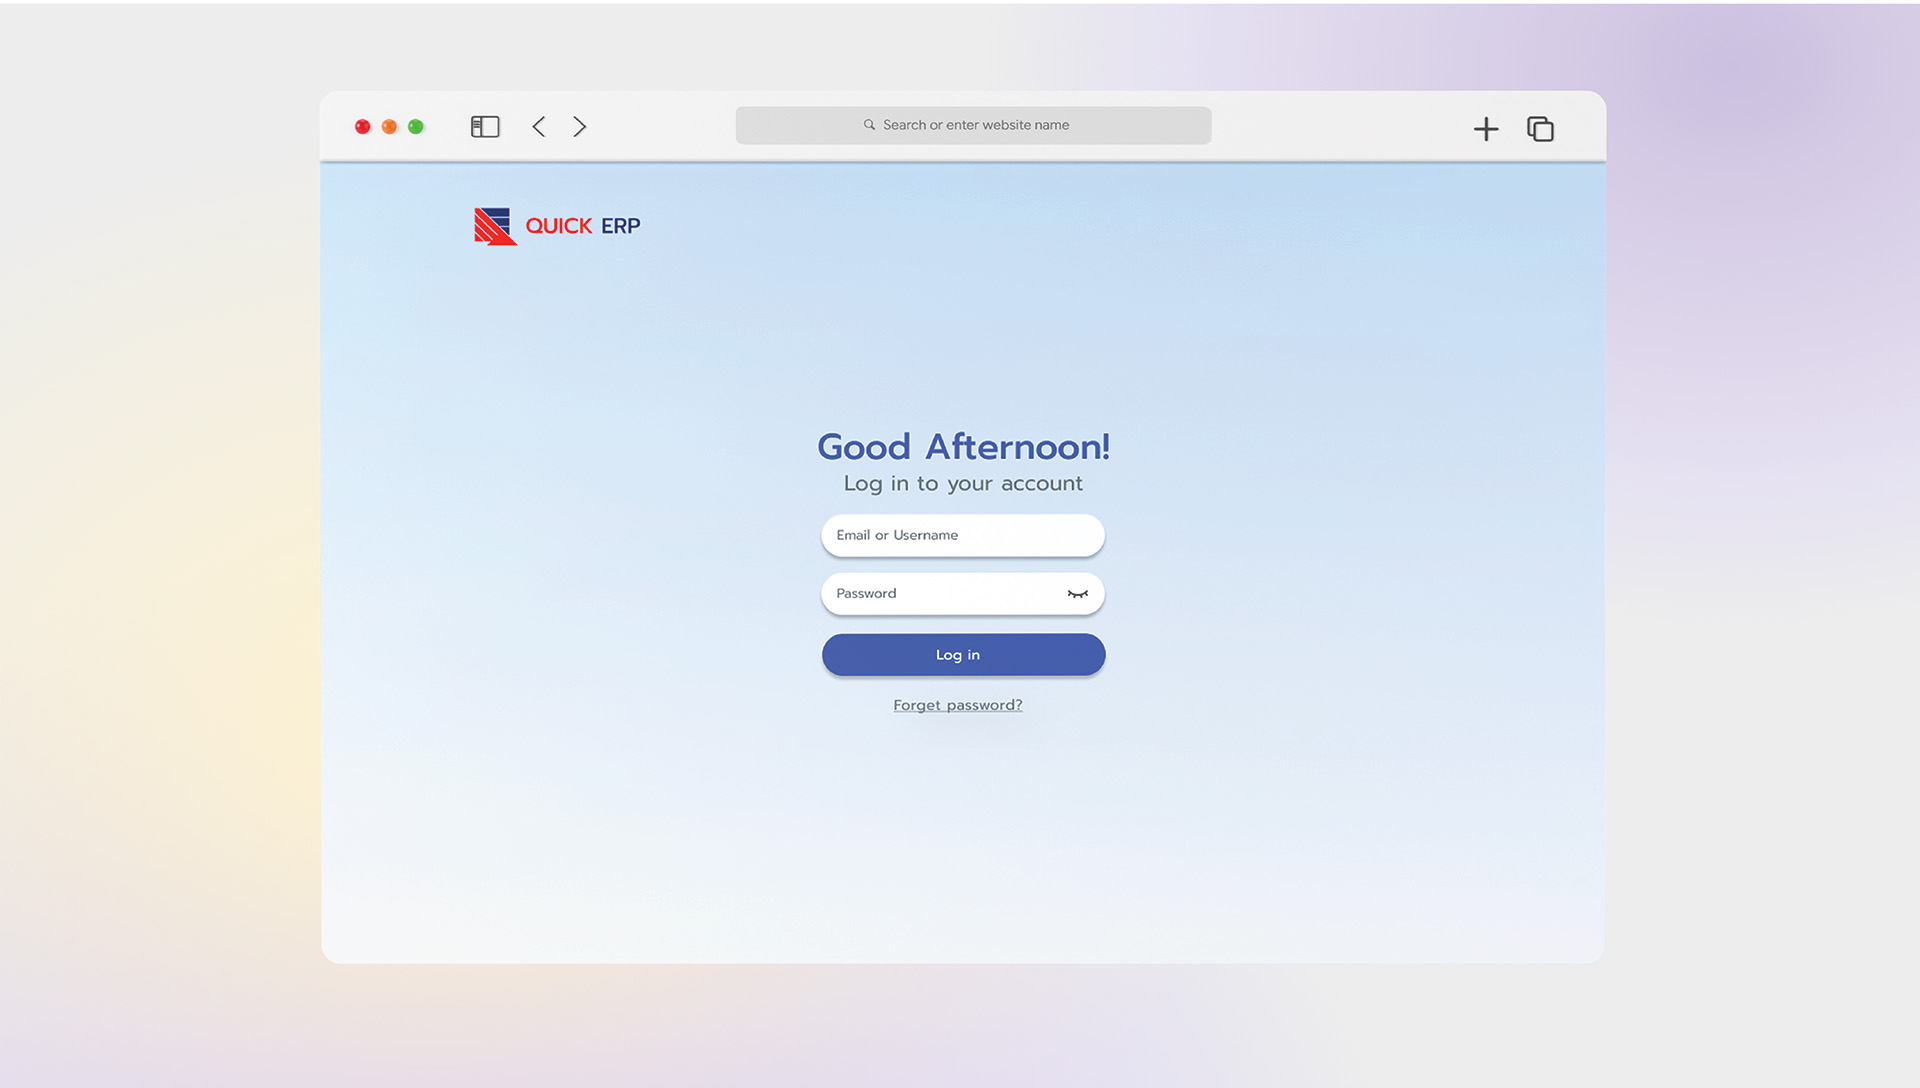 Search or enter website name
QUICK ERP
Good Afternoon!
Log in to your account
Email or Username
Password
Log in
Forget password?